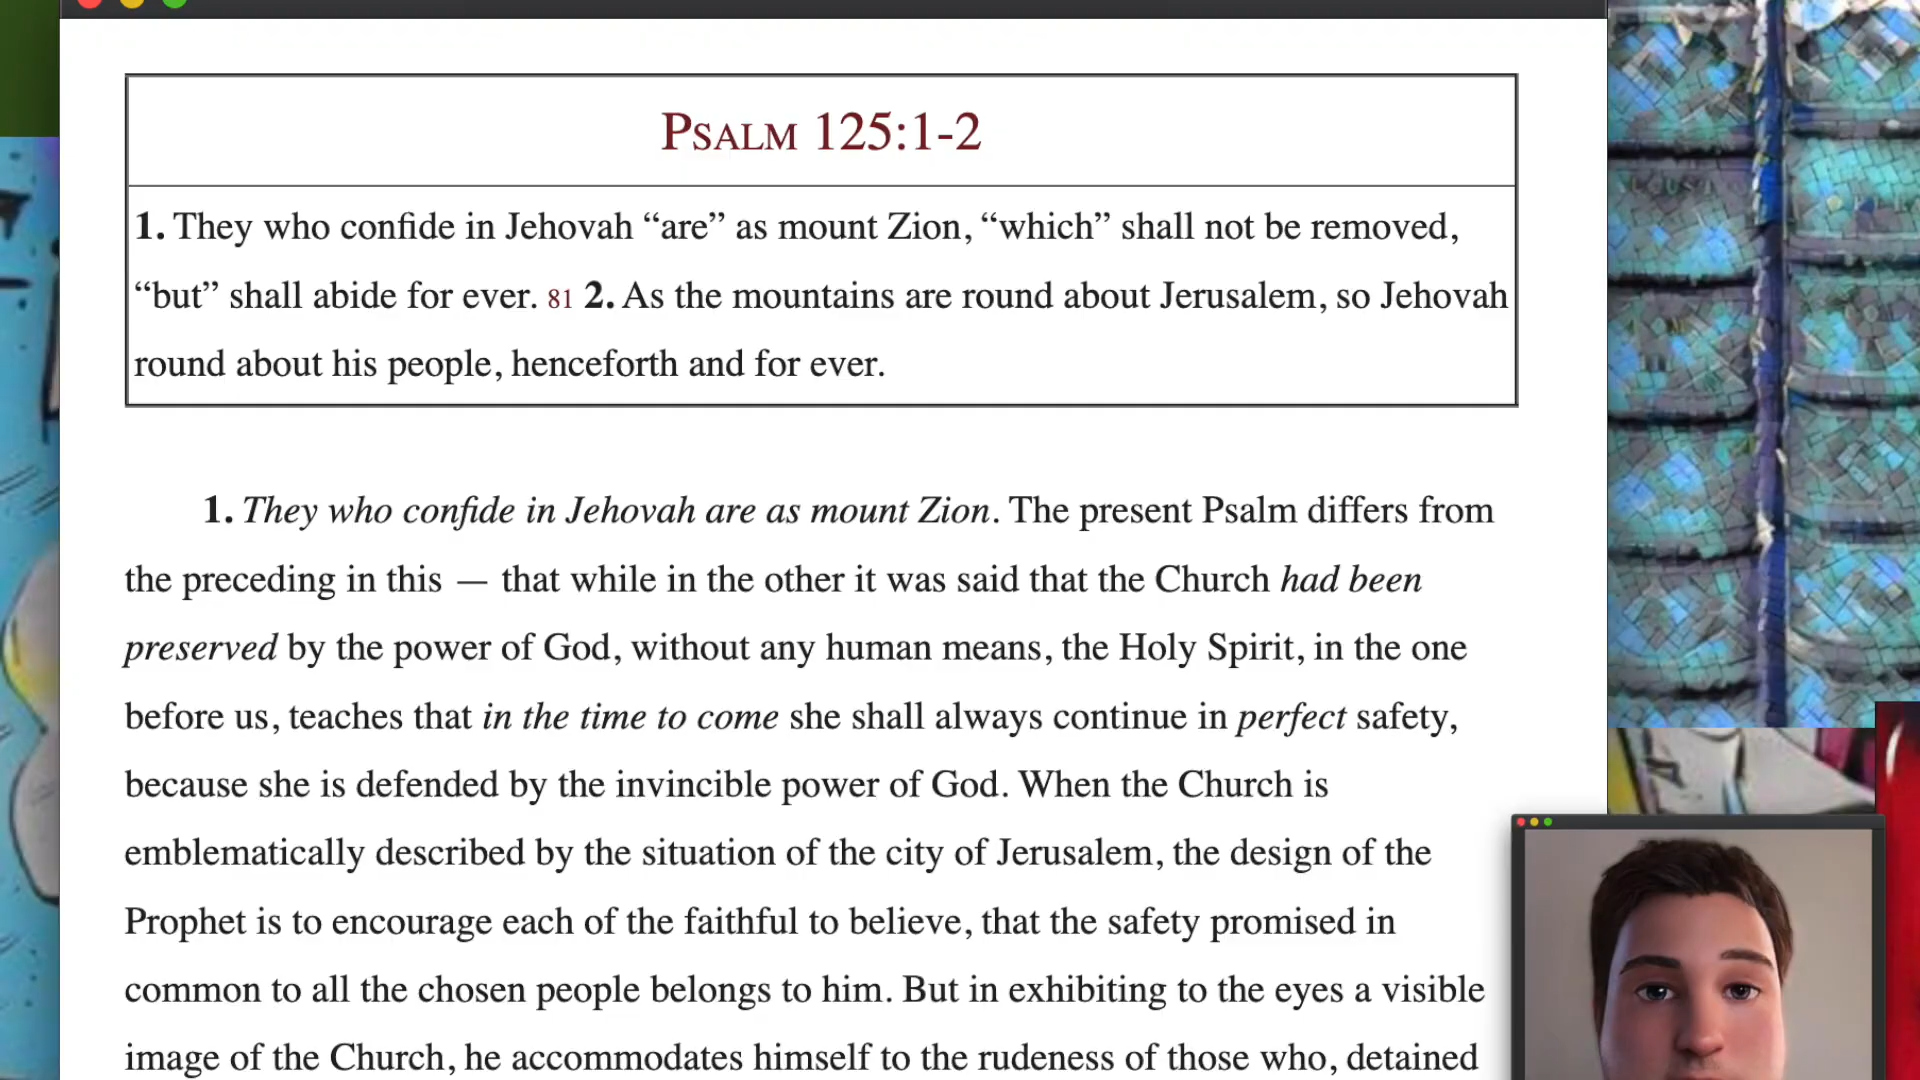 PSALM 125:1-2
1. They who confide in Jehovah “are” as mount Zion, “which” shall not be removed,
“but” shall abide for ever. 81 2. As the mountains are round about Jerusalem, so Jehovah
round about his people, henceforth and for ever.
1. They who confide in Jehovah are as mount Zion. The present Psalm differs from
the preceding in this — that while in the other it was said that the Church had been
preserved by the power of God, without any human means, the Holy Spirit, in the one
before us, teaches that in the time to come she shall always continue in perfect safety,
because she is defended by the invincible power of God. When the Church is
emblematically described by the situation of the city of Jerusalem, the design of the
Prophet is to encourage each of the faithful to believe, that the safety promised in
common to all the chosen people belongs to him. But in exhibiting to the eyes a visible
image of the Church, he accommodates himself to the rudeness of those who, detained